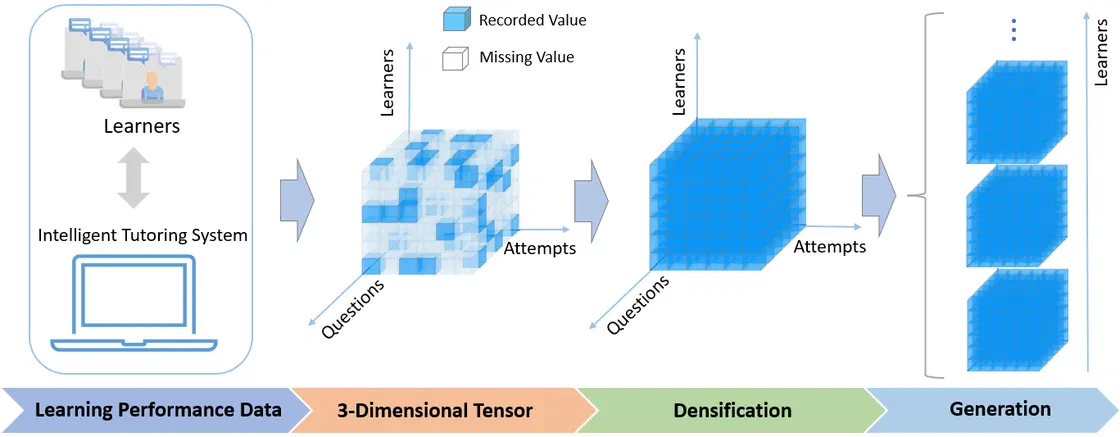 Learners
Intelligent Tutoring System
Recorded Value
Missing Value
Learners
Attempts
Questions
Learners
Attempts
Questions
Learners
Learning Performance Data
3-Dimensional Tensor
Densification
Generation